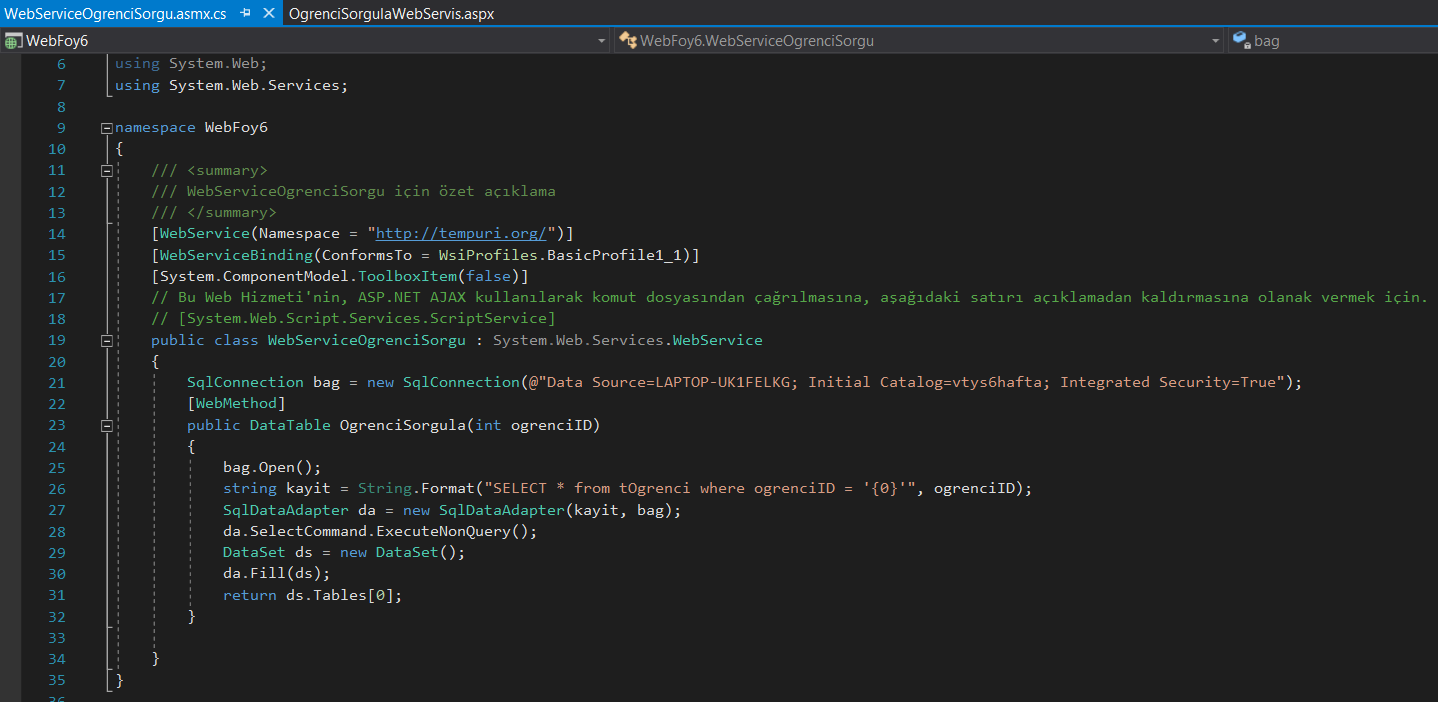 WebServiceOgrenciSorgu.asmx.cs OgrenciSorgulaWebServis.aspx
WebFoy6 WebFoy6.WebServiceOgrenciSorgu bag
6 using System.Web;
7 using System.Web.Services;
8
9 namespace WebFoy6
10 {
11 /// <summary>
12 /// WebServiceOgrenciSorgu için özet açıklama
13 /// </summary>
14 [WebService(Namespace = "http://tempuri.org/")]
15 [WebServiceBinding(ConformsTo = WsiProfiles.BasicProfile1_1)]
16 [System.ComponentModel.ToolboxItem(false)]
17 // Bu Web Hizmeti'nin, ASP.NET AJAX kullanılarak komut dosyasından çağrılmasına, aşağıdaki satırı açıklamadan kaldırmasına olanak vermek için.
18 // [System.Web.Script.Services.ScriptService]
19 public class WebServiceOgrenciSorgu : System.Web.Services.WebService
20 {
21 SqlConnection bag = new SqlConnection(@"Data Source=LAPTOP-UK1FELKG; Initial Catalog=vtys6hafta; Integrated Security=True");
22 [WebMethod]
23 public DataTable OgrenciSorgula(int ogrenciID)
24 {
25 bag.Open();
26 string kayit = String.Format("SELECT * from tOgrenci where ogrenciID = '{0}'", ogrenciID);
27 SqlDataAdapter da = new SqlDataAdapter(kayit, bag);
28 da.SelectCommand.ExecuteNonQuery();
29 DataSet ds = new DataSet();
30 da.Fill(ds);
31 return ds.Tables[0];
32 }
33
34 }
35 }
36